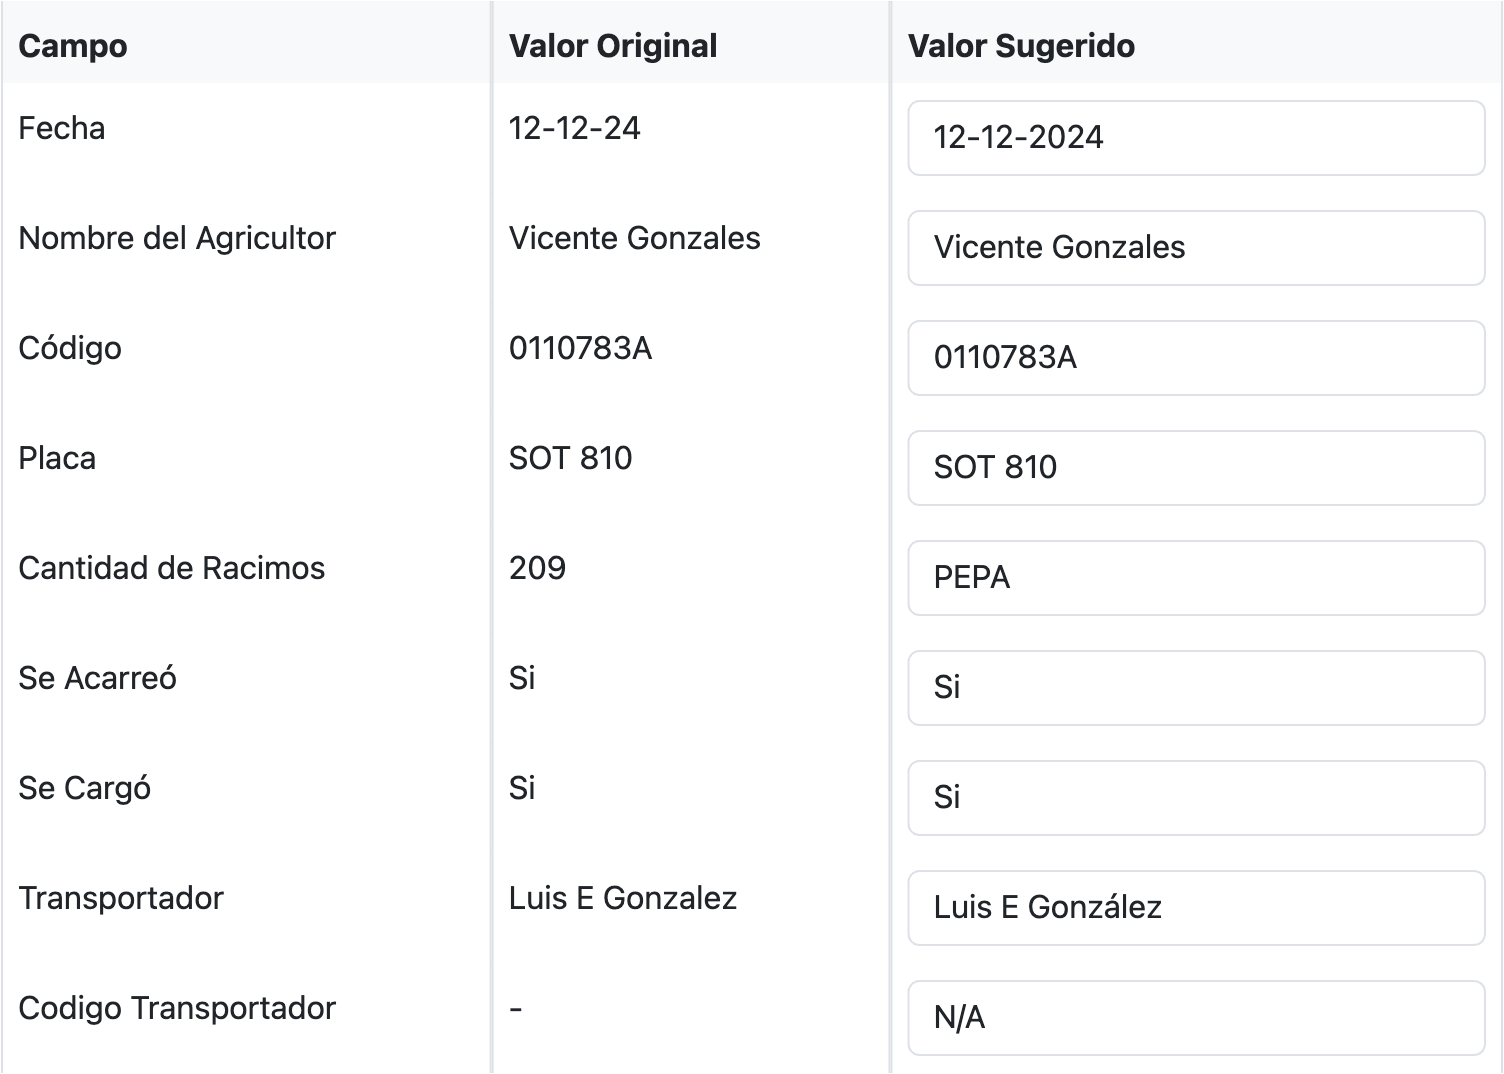 Campo Valor Original Valor Sugerido
Fecha 12-12-24 12-12-2024
Nombre del Agricultor Vicente Gonzales Vicente Gonzales
Código 0110783A 0110783A
Placa SOT 810 SOT 810
Cantidad de Racimos 209 PEPA
Se Acarreó Si Si
Se Cargó Si Si
Transportador Luis E Gonzalez Luis E González
Codigo Transportador - N/A